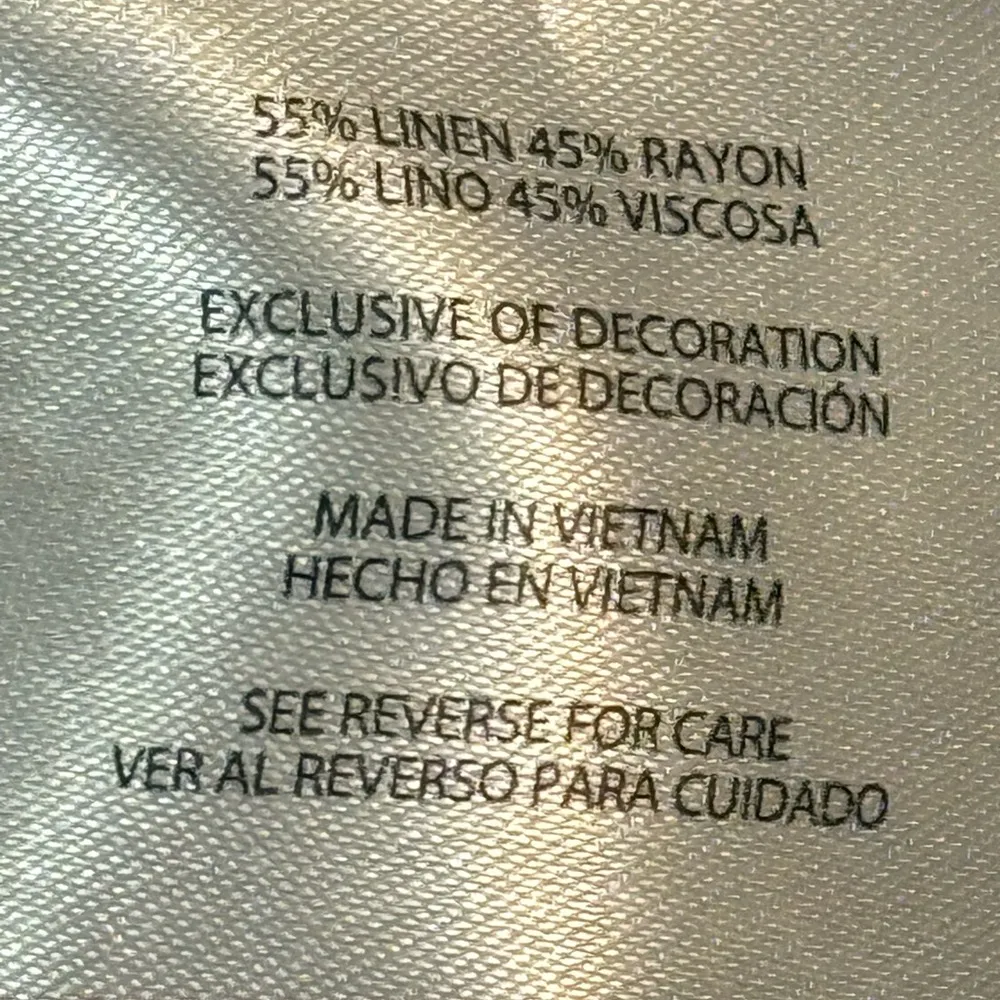 55% LINEN 45% RAYON
55% LINO 45% VISCOSA
EXCLUSIVE OF DECORATION
EXCLUSIVO DE DECORACIÓN
MADE IN VIETNAM
HECHO EN VIETNAM
SEE REVERSE FOR CARE
VER AL REVERSO PARA CUIDADO